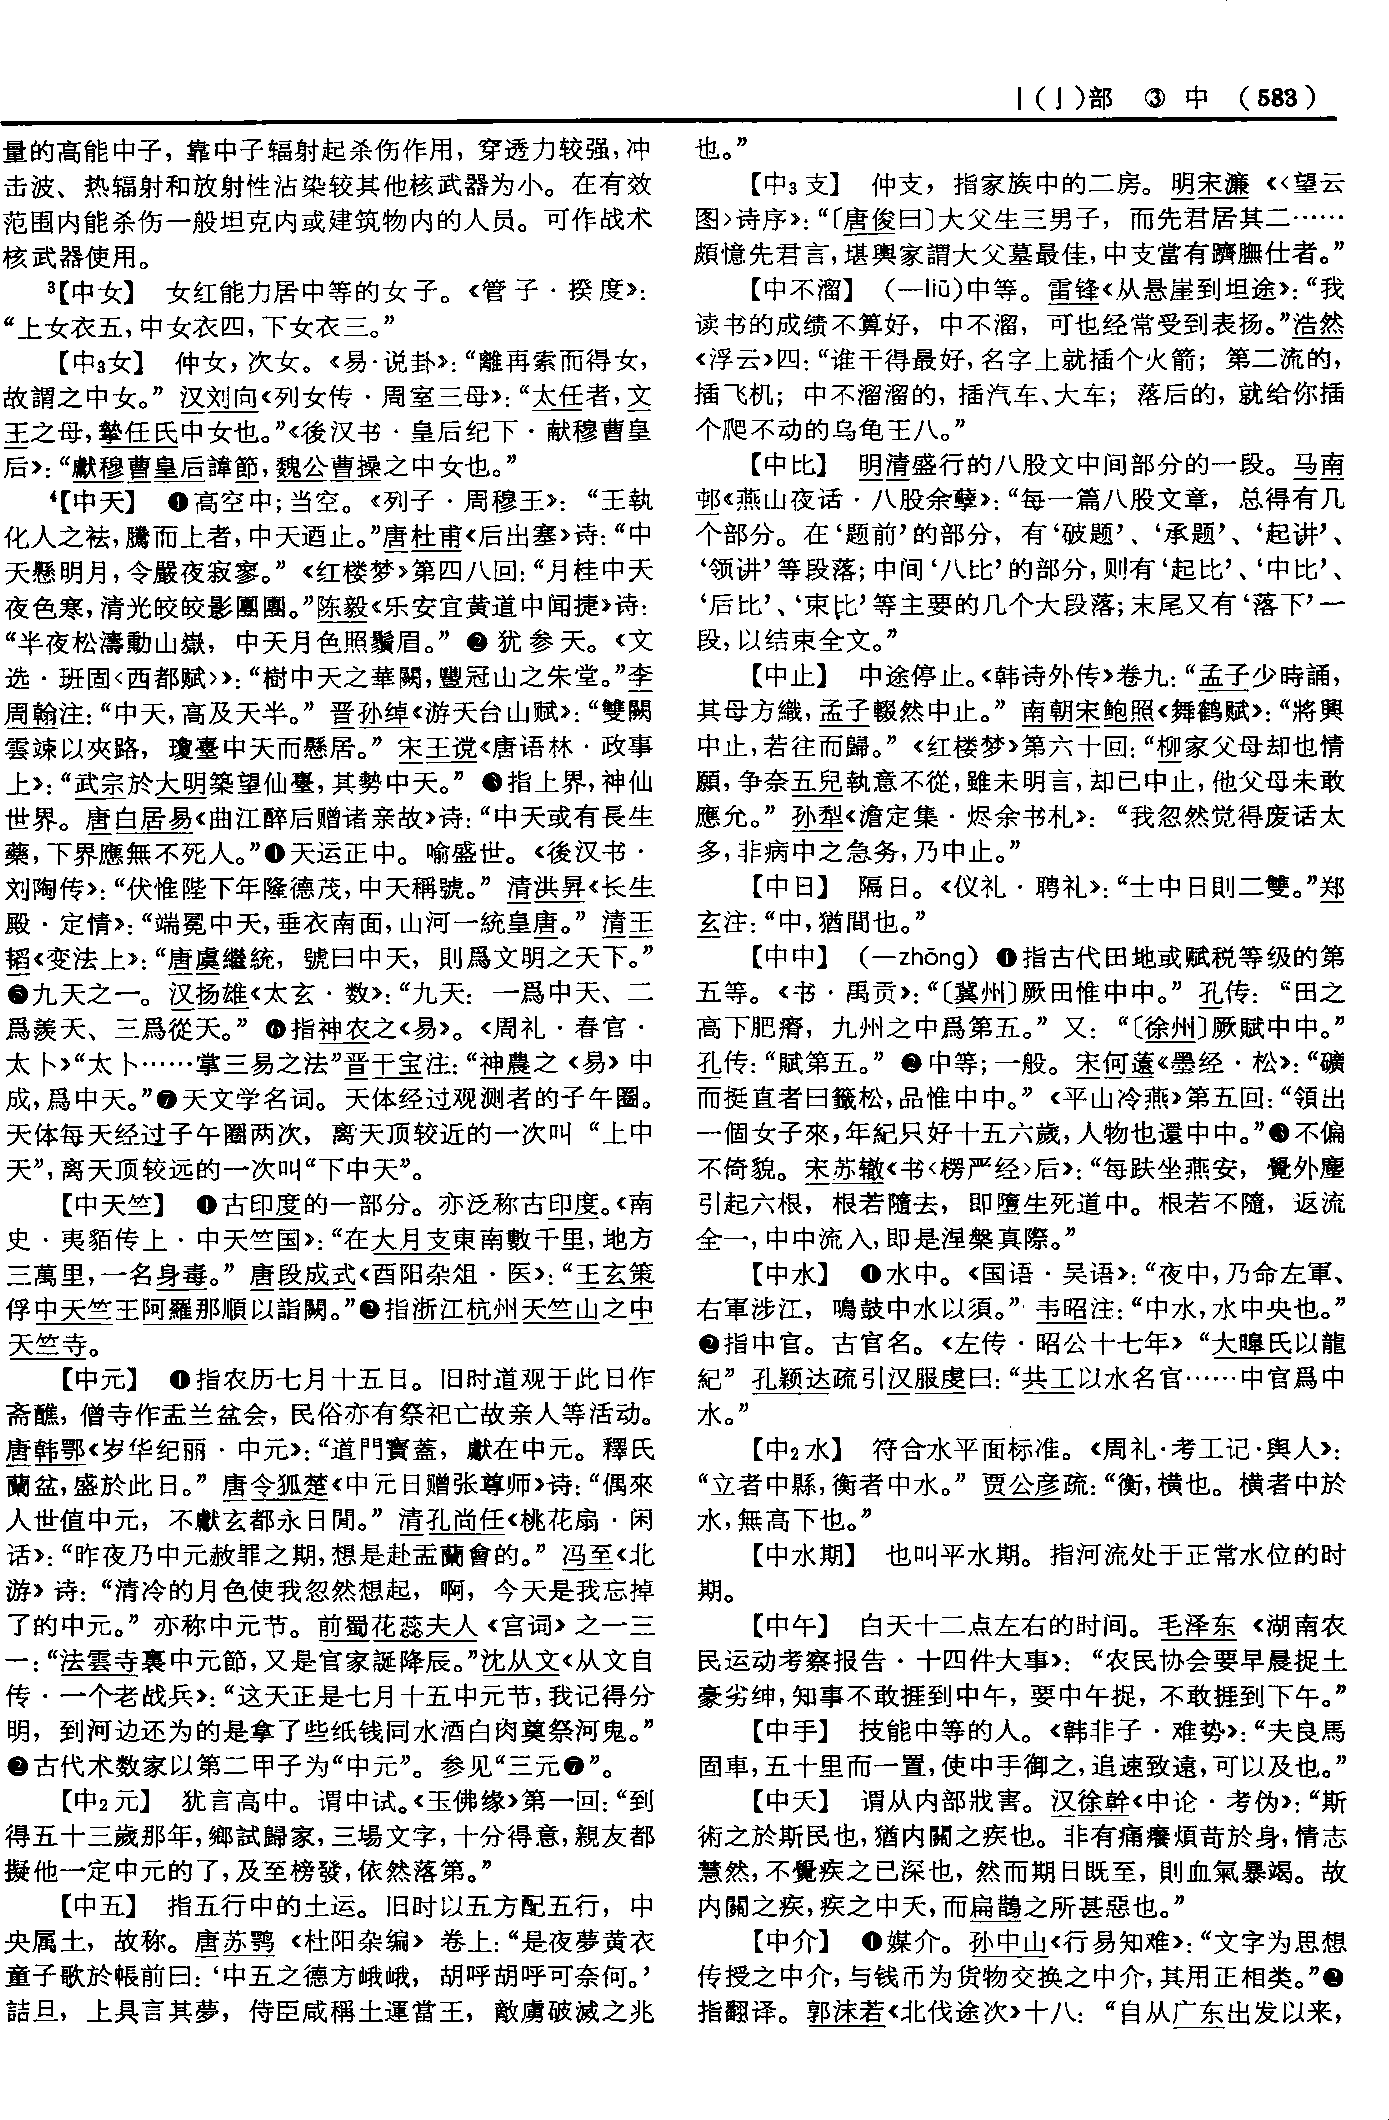 丨(亅)部 ③ 中 (583)
量的高能中子，靠中子辐射起杀伤作用，穿透力较强，冲
击波、热辐射和放射性沾染较其他核武器为小。在有效
范围内能杀伤一般坦克内或建筑物内的人员。可作战术
核武器使用。
³【中女】 女红能力居中等的女子。《管子·揆度》：
“上女衣五，中女衣四，下女衣三。”
【中₃女】 仲女，次女。《易·说卦》：“離再索而得女，
故謂之中女。” 汉刘向《列女传·周室三母》：“太任者，文
王之母，摯任氏中女也。”《後汉书·皇后纪下·献穆曹皇
后》：“獻穆曹皇后諱節，魏公曹操之中女也。”
⁴【中天】 ❶高空中；当空。《列子·周穆王》：“王執
化人之袪，騰而上者，中天迺止。”唐杜甫《后出塞》诗：“中
天懸明月，令嚴夜寂寥。”《红楼梦》第四八回：“月桂中天
夜色寒，清光皎皎影團團。”陈毅《乐安宜黄道中闻捷》诗：
“半夜松濤動山嶽，中天月色照鬚眉。” ❷犹参天。《文
选·班固〈西都赋〉》：“樹中天之華闕，豐冠山之朱堂。”李
周翰注：“中天，高及天半。” 晋孙绰《游天台山赋》：“雙闕
雲竦以夾路，瓊臺中天而懸居。” 宋王谠《唐语林·政事
上》：“武宗於大明築望仙臺，其勢中天。” ❸指上界，神仙
世界。唐白居易《曲江醉后赠诸亲故》诗：“中天或有長生
藥，下界應無不死人。”❹天运正中。喻盛世。《後汉书·
刘陶传》：“伏惟陛下年隆德茂，中天稱號。” 清洪昇《长生
殿·定情》：“端冕中天，垂衣南面，山河一統皇唐。” 清王
韬《变法上》：“唐虞繼統，號曰中天，則爲文明之天下。”
❺九天之一。汉扬雄《太玄·数》：“九天：一爲中天、二
爲羨天、三爲從天。” ❻指神农之《易》。《周礼·春官·
太卜》“太卜……掌三易之法”晋干宝注：“神農之《易》中
成，爲中天。”❼天文学名词。天体经过观测者的子午圈。
天体每天经过子午圈两次，离天顶较近的一次叫“上中
天”，离天顶较远的一次叫“下中天”。
【中天竺】 ❶古印度的一部分。亦泛称古印度。《南
史·夷貊传上·中天竺国》：“在大月支東南數千里，地方
三萬里，一名身毒。” 唐段成式《酉阳杂俎·医》：“王玄策
俘中天竺王阿羅那順以詣闕。”❷指浙江杭州天竺山之中
天竺寺。
【中元】 ❶指农历七月十五日。旧时道观于此日作
斋醮，僧寺作盂兰盆会，民俗亦有祭祀亡故亲人等活动。
唐韩鄂《岁华纪丽·中元》：“道門寶蓋，獻在中元。釋氏
蘭盆，盛於此日。” 唐令狐楚《中元日赠张尊师》诗：“偶來
人世值中元，不獻玄都永日閒。” 清孔尚任《桃花扇·闲
话》：“昨夜乃中元赦罪之期，想是赴盂蘭會的。” 冯至《北
游》诗：“清冷的月色使我忽然想起，啊，今天是我忘掉
了的中元。” 亦称中元节。前蜀花蕊夫人《宫词》之一三
一：“法雲寺裏中元節，又是官家誕降辰。”沈从文《从文自
传·一个老战兵》：“这天正是七月十五中元节，我记得分
明，到河边还为的是拿了些纸钱同水酒白肉奠祭河鬼。”
❷古代术数家以第二甲子为“中元”。参见“三元❼”。
【中₂元】 犹言高中。谓中试。《玉佛缘》第一回：“到
得五十三歲那年，鄉試歸家，三場文字，十分得意，親友都
擬他一定中元的了，及至榜發，依然落第。”
【中五】 指五行中的土运。旧时以五方配五行，中
央属土，故称。唐苏鹗《杜阳杂编》卷上：“是夜夢黄衣
童子歌於帳前曰：‘中五之德方峨峨，胡呼胡呼可奈何。’
詰旦，上具言其夢，侍臣咸稱土運當王，敵虜破滅之兆
也。”
【中₃支】 仲支，指家族中的二房。明宋濂《〈望云
图〉诗序》：“〔唐俊曰〕大父生三男子，而先君居其二……
頗憶先君言，堪輿家謂大父墓最佳，中支當有躋膴仕者。”
【中不溜】 （—liū）中等。雷锋《从悬崖到坦途》：“我
读书的成绩不算好，中不溜，可也经常受到表扬。”浩然
《浮云》四：“谁干得最好，名字上就插个火箭；第二流的，
插飞机；中不溜溜的，插汽车、大车；落后的，就给你插
个爬不动的乌龟王八。”
【中比】 明清盛行的八股文中间部分的一段。马南
邨《燕山夜话·八股余孽》：“每一篇八股文章，总得有几
个部分。在‘题前’的部分，有‘破题’、‘承题’、‘起讲’、
‘领讲’等段落；中间‘八比’的部分，则有‘起比’、‘中比’、
‘后比’、‘束比’等主要的几个大段落；末尾又有‘落下’一
段，以结束全文。”
【中止】 中途停止。《韩诗外传》卷九：“孟子少時誦，
其母方織，孟子輟然中止。” 南朝宋鲍照《舞鹤赋》：“將興
中止，若往而歸。”《红楼梦》第六十回：“柳家父母却也情
願，争奈五兒執意不從，雖未明言，却已中止，他父母未敢
應允。” 孙犁《澹定集·烬余书札》：“我忽然觉得废话太
多，非病中之急务，乃中止。”
【中日】 隔日。《仪礼·聘礼》：“士中日則二雙。”郑
玄注：“中，猶間也。”
【中中】 （—zhōng）❶指古代田地或赋税等级的第
五等。《书·禹贡》：“〔冀州〕厥田惟中中。” 孔传：“田之
高下肥瘠，九州之中爲第五。” 又：“〔徐州〕厥賦中中。”
孔传：“賦第五。” ❷中等；一般。宋何薳《墨经·松》：“礦
而挺直者曰籤松，品惟中中。”《平山冷燕》第五回：“領出
一個女子來，年紀只好十五六歲，人物也還中中。”❸不偏
不倚貌。宋苏辙《书〈楞严经〉后》：“每趺坐燕安，覺外塵
引起六根，根若隨去，即墮生死道中。根若不隨，返流
全一，中中流入，即是涅槃真際。”
【中水】 ❶水中。《国语·吴语》：“夜中，乃命左軍、
右軍涉江，鳴鼓中水以須。” 韦昭注：“中水，水中央也。”
❷指中官。古官名。《左传·昭公十七年》“大皞氏以龍
紀” 孔颖达疏引汉服虔曰：“共工以水名官……中官爲中
水。”
【中₂水】 符合水平面标准。《周礼·考工记·舆人》：
“立者中縣，衡者中水。” 贾公彦疏：“衡，横也。横者中於
水，無高下也。”
【中水期】 也叫平水期。指河流处于正常水位的时
期。
【中午】 白天十二点左右的时间。毛泽东《湖南农
民运动考察报告·十四件大事》：“农民协会要早晨捉土
豪劣绅，知事不敢捱到中午，要中午捉，不敢捱到下午。”
【中手】 技能中等的人。《韩非子·难势》：“夫良馬
固車，五十里而一置，使中手御之，追速致遠，可以及也。”
【中夭】 谓从内部戕害。汉徐幹《中论·考伪》：“斯
術之於斯民也，猶内關之疾也。非有痛癢煩苛於身，情志
慧然，不覺疾之已深也，然而期日既至，則血氣暴竭。故
内關之疾，疾之中夭，而扁鵲之所甚惡也。”
【中介】 ❶媒介。孙中山《行易知难》：“文字为思想
传授之中介，与钱币为货物交换之中介，其用正相类。”❷
指翻译。郭沫若《北伐途次》十八：“自从广东出发以来，